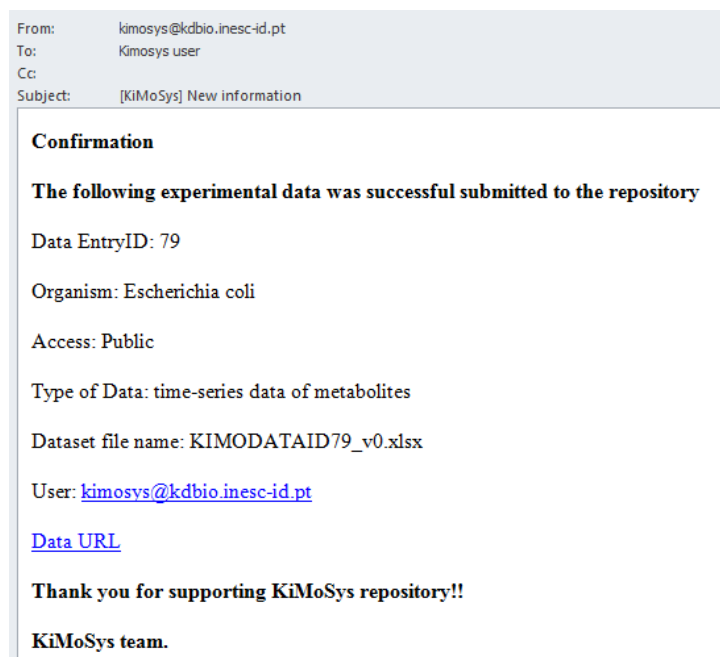 From: kimosys@kdbio.inesc-id.pt
To: Kimosys user
Cc:
Subject: [KiMoSys] New information
Confirmation
The following experimental data was successful submitted to the repository
Data EntryID: 79
Organism: Escherichia coli
Access: Public
Type of Data: time-series data of metabolites
Dataset file name: KIMODATAID79_v0.xlsx
User: kimosys@kdbio.inesc-id.pt
Data URL
Thank you for supporting KiMoSys repository!!
KiMoSys team.